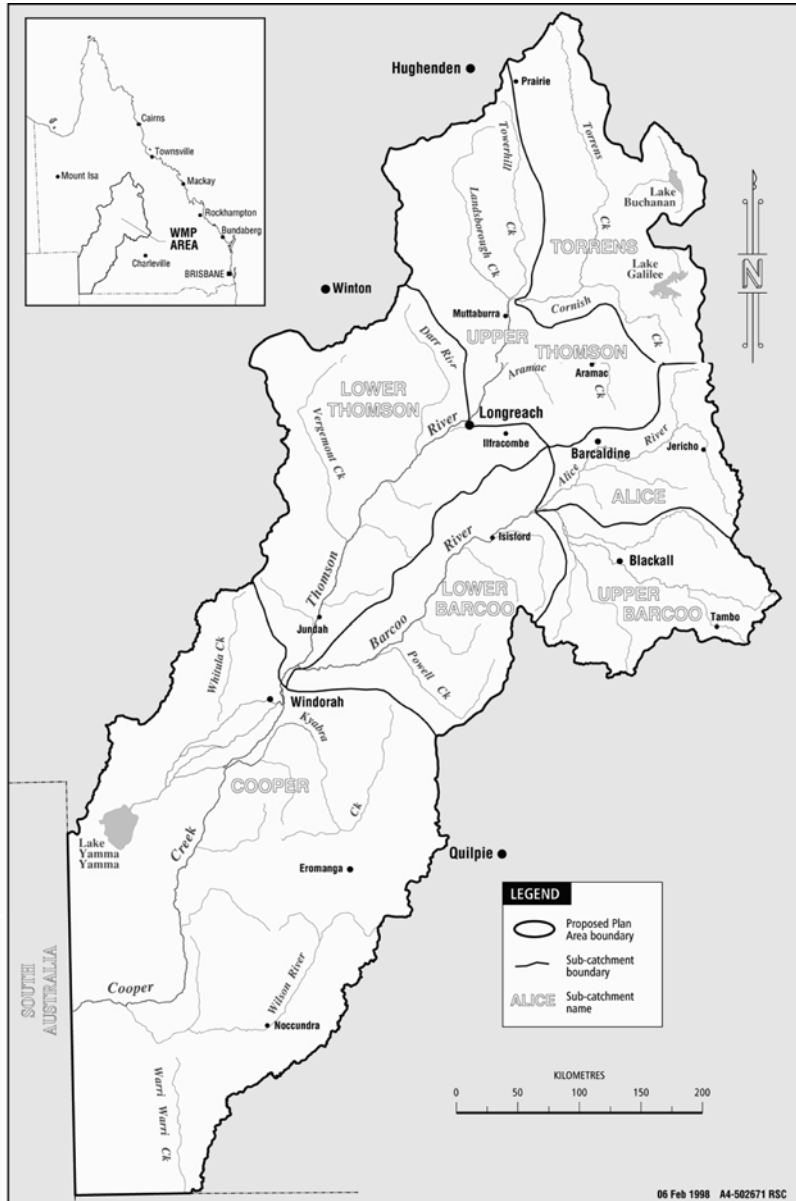 Cairns
Townsville
Mount Isa
Mackay
Rockhampton
WMP
AREA
Bundaberg
Charleville
BRISBANE
Hughenden
Prairie
Towerhill
Ck
Torrens
Ck
Landsborough Ck
Lake
Buchanan
TORRENS
Lake
Galilee
N
Winton
Cornish
Ck
Muttaburra
UPPER
THOMSON
Darr River
Aramac
Aramac
Ck
LOWER
THOMSON
Longreach
River
Ilfracombe
Barcaldine
River
Jericho
Vergemont Ck
Alice
ALICE
River
Isisford
Blackall
Thomson
LOWER
BARCOO
UPPER
BARCOO
Tambo
Jundah
Barcoo
Powell Ck
Whitula Ck
Windorah
Kyabra
Ck
COOPER
Creek
Lake
Yamma
Yamma
Quilpie
Eromanga
LEGEND
Proposed Plan
Area boundary
Sub-catchment
boundary
ALICE
Sub-catchment
name
SOUTH
AUSTRALIA
Cooper
Wilson River
Noccundra
Warri Warri Ck
KILOMETRES
0 50 100 150 200
06 Feb 1998 A4-502671 RSC